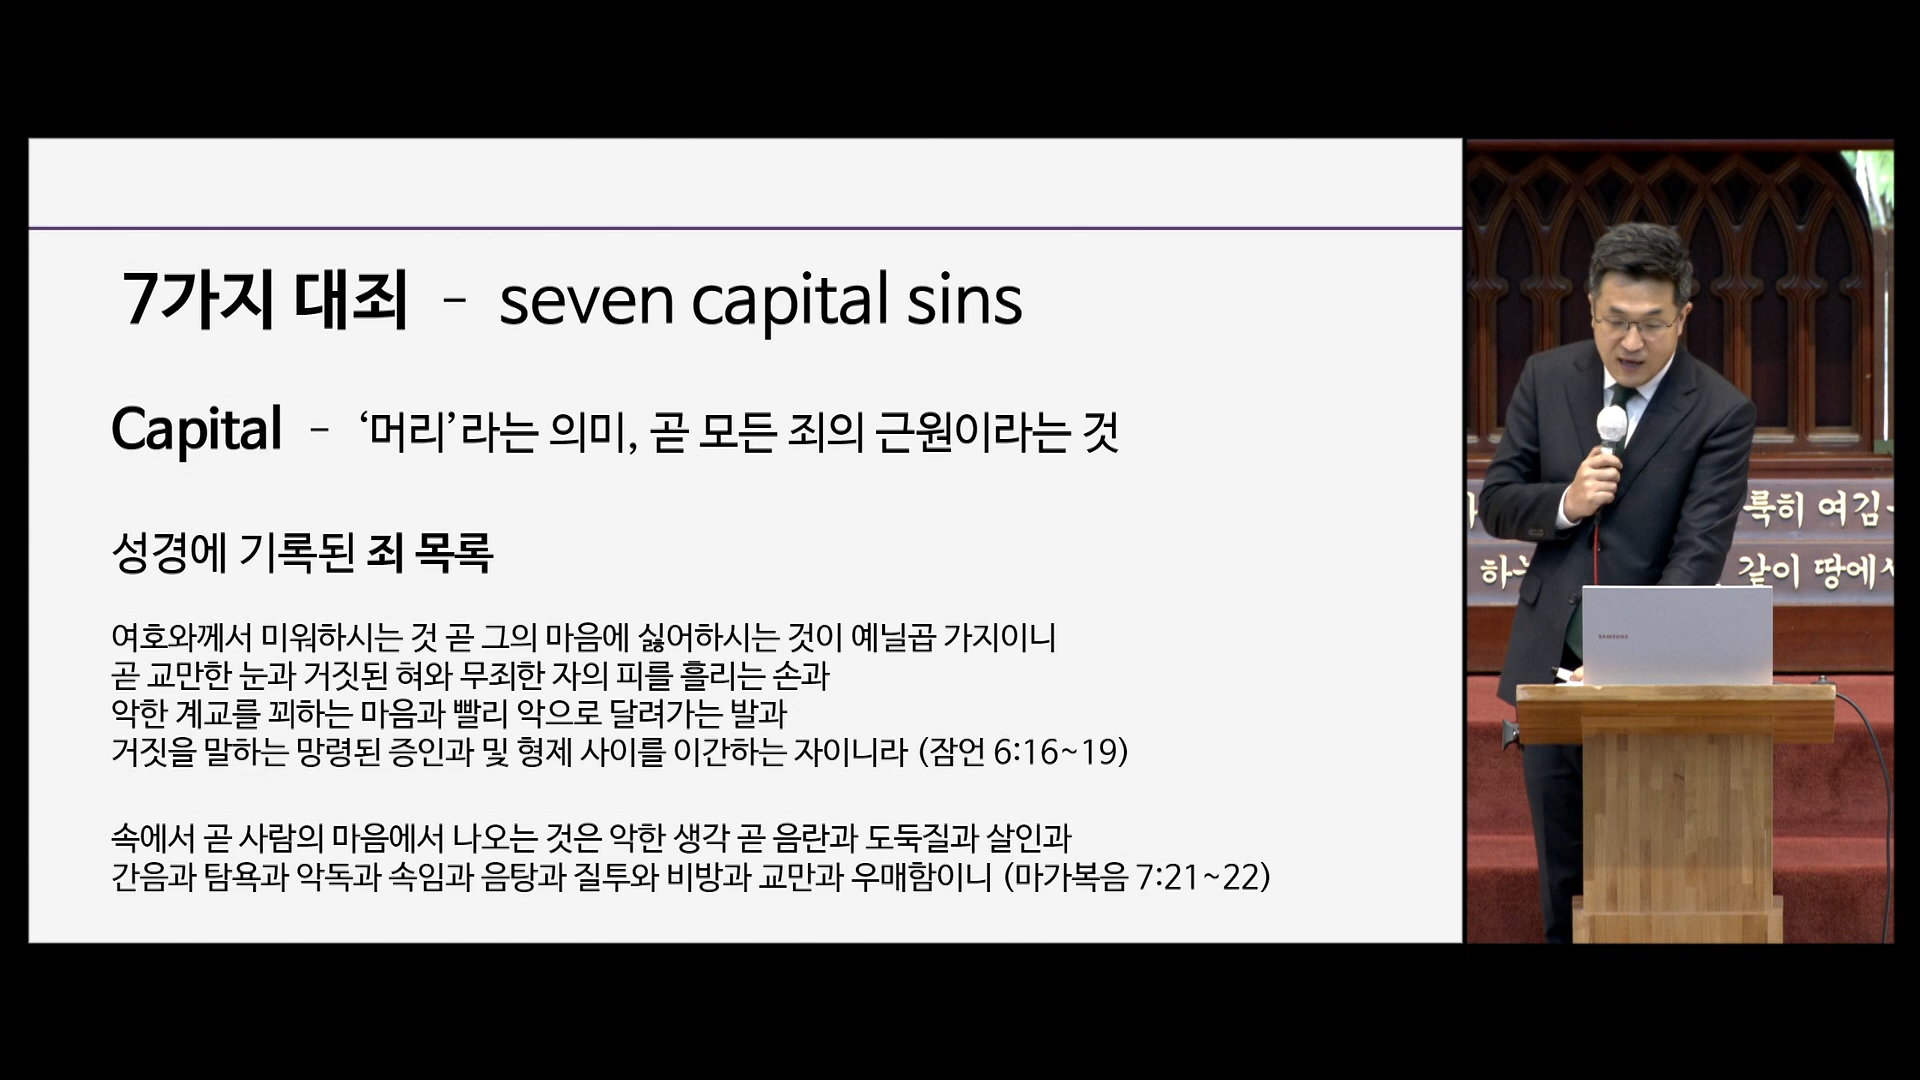 7가지 대죄 - seven capital sins
Capital - ‘머리’라는 의미, 곧 모든 죄의 근원이라는 것
성경에 기록된 죄 목록
여호와께서 미워하시는 것 곧 그의 마음에 싫어하시는 것이 예닐곱 가지이니
곧 교만한 눈과 거짓된 혀와 무죄한 자의 피를 흘리는 손과
악한 계교를 꾀하는 마음과 빨리 악으로 달려가는 발과
거짓을 말하는 망령된 증인과 및 형제 사이를 이간하는 자이니라 (잠언 6:16~19)
속에서 곧 사람의 마음에서 나오는 것은 악한 생각 곧 음란과 도둑질과 살인과
간음과 탐욕과 악독과 속임과 음탕과 질투와 비방과 교만과 우매함이니 (마가복음 7:21~22)
룩히 여김
하 같이 땅에
SAMSUNG